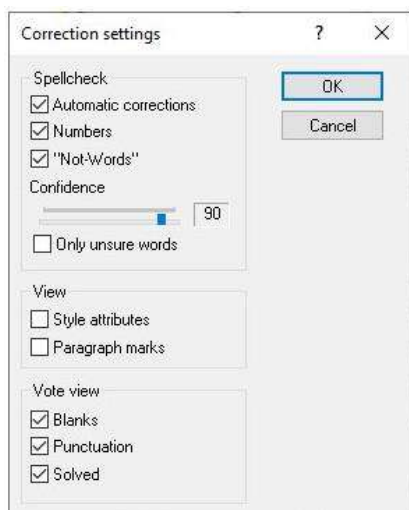 Correction settings
?
Spellcheck
Automatic corrections
Numbers
"Not-Words"
Confidence
90
Only unsure words
View
Style attributes
Paragraph marks
Vote view
Blanks
Punctuation
Solved
OK
Cancel